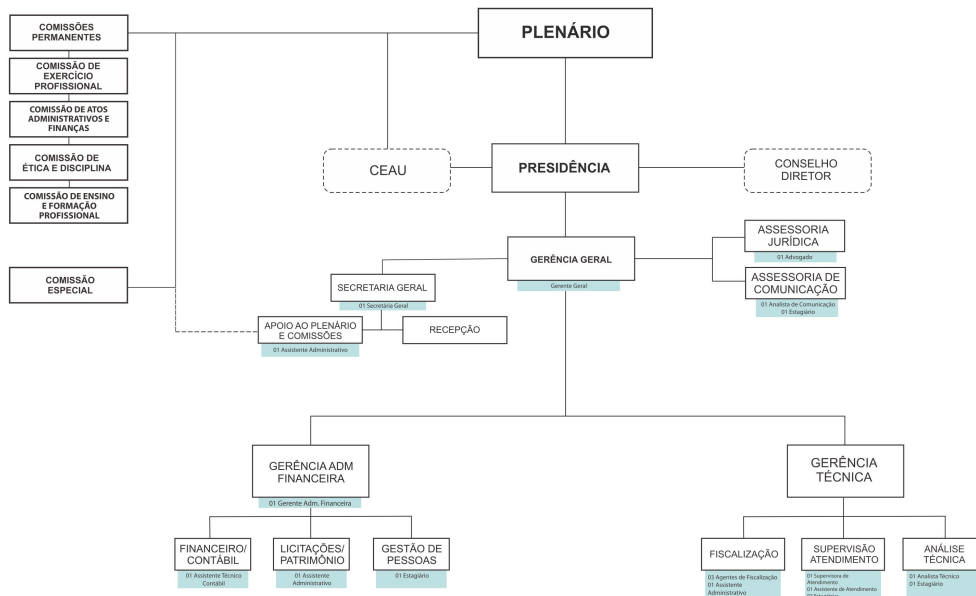 COMISSÕES
PERMANENTES
COMISSÃO DE
EXERCÍCIO
PROFISSIONAL
COMISSÃO DE ATOS
ADMINISTRATIVOS E
FINANÇAS
COMISSÃO DE
ÉTICA E DISCIPLINA
COMISSÃO DE ENSINO
E FORMAÇÃO
PROFISSIONAL
COMISSÃO
ESPECIAL
PLENÁRIO
CEAU
PRESIDÊNCIA
CONSELHO
DIRETOR
GERÊNCIA GERAL
Gerente Geral
ASSESSORIA
JURÍDICA
01 Advogado
ASSESSORIA DE
COMUNICAÇÃO
01 Analista de Comunicação
01 Estagiário
SECRETARIA GERAL
01 Secretária Geral
APOIO AO PLENÁRIO
E COMISSÕES
01 Assistente Administrativo
RECEPÇÃO
GERÊNCIA ADM
FINANCEIRA
01 Gerente Adm. Financeira
FINANCEIRO/
CONTÁBIL
01 Assistente Técnico
Contábil
LICITAÇÕES/
PATRIMÔNIO
01 Assistente
Administrativo
GESTÃO DE
PESSOAS
01 Estagiário
GERÊNCIA
TÉCNICA
FISCALIZAÇÃO
03 Agentes de Fiscalização
01 Assistente
Administrativo
SUPERVISÃO
ATENDIMENTO
01 Supervisora de
Atendimento
01 Assistente de Atendimento
ANÁLISE
TÉCNICA
01 Analista Técnico
01 Estagiário